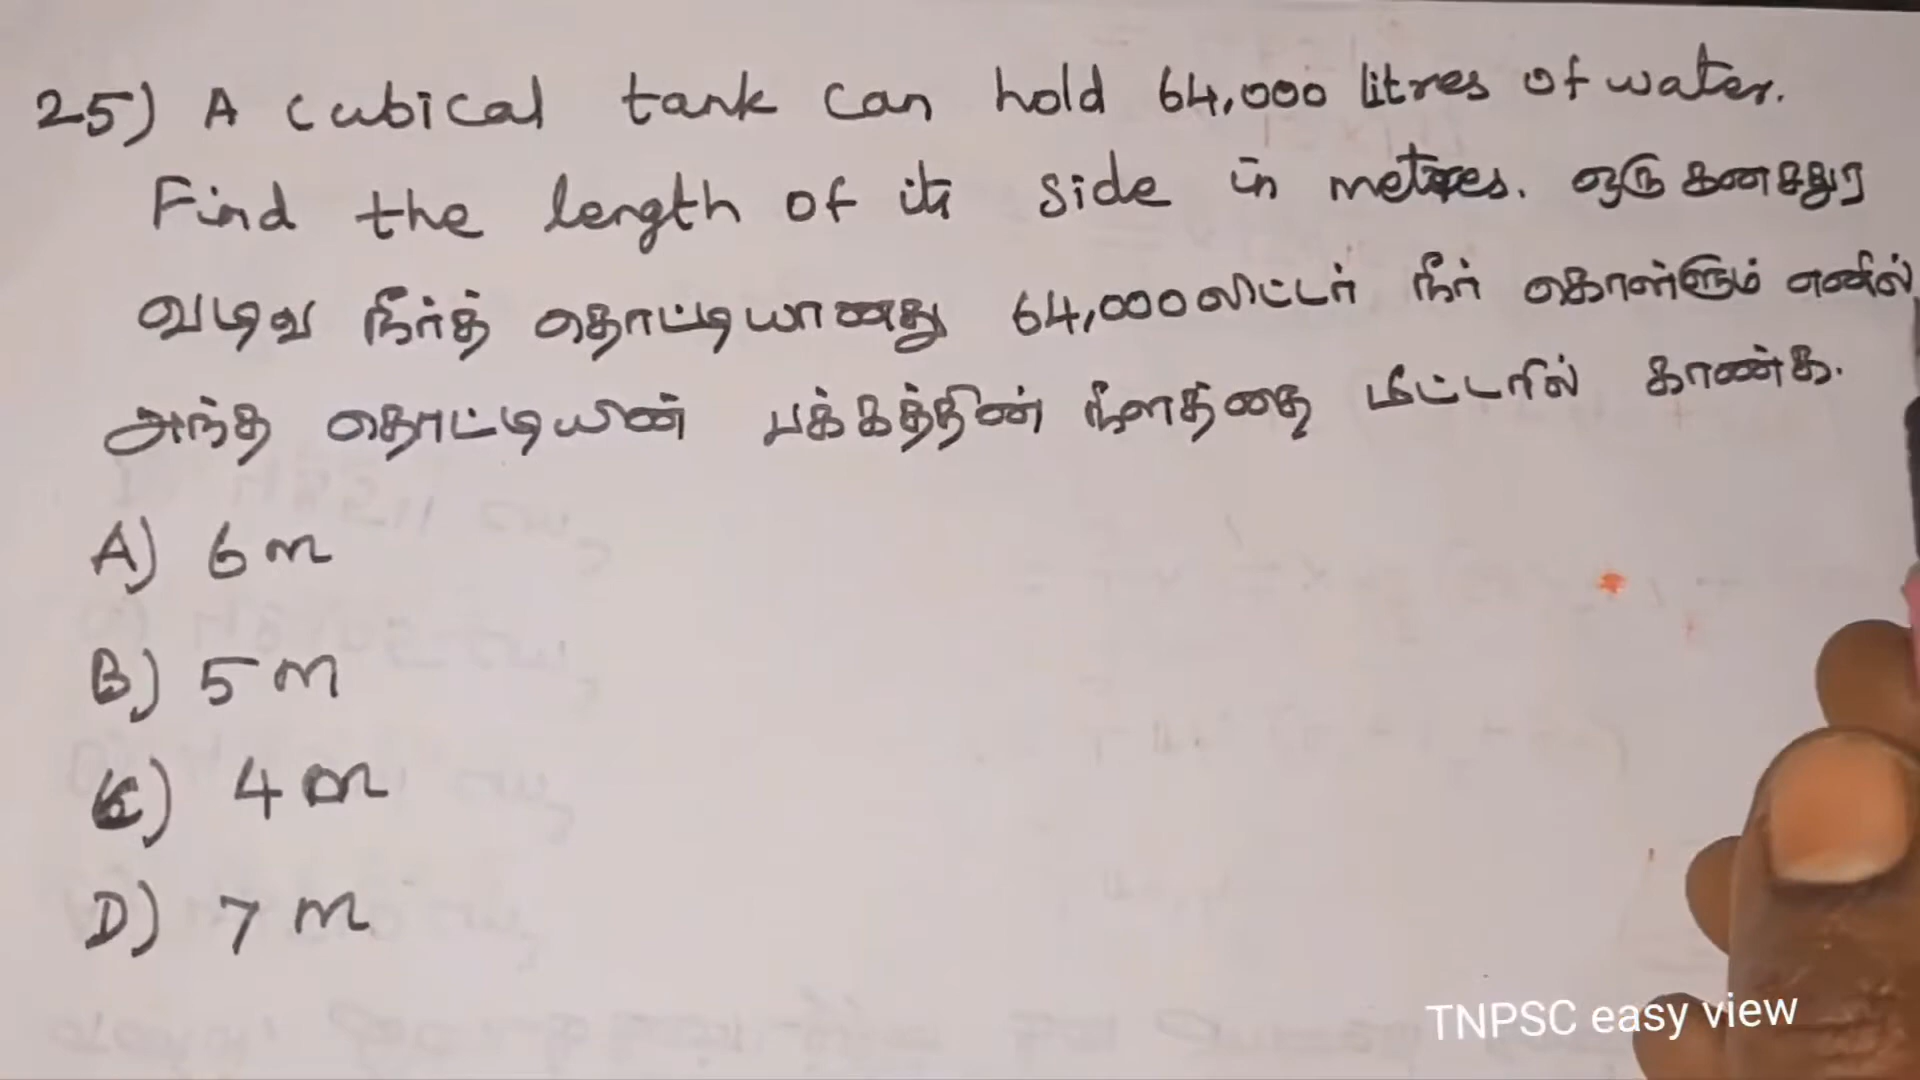 25) A cubical tank can hold 64,000 litres of water.
Find the length of its side in metres. ஒரு கனசதுர
வடிவ நீர்த் தொட்டியானது 64,000 லிட்டர் நீர் கொள்ளும் எனில்
அந்த தொட்டியின் பக்கத்தின் நீளத்தை மீட்டரில் காண்க.
A) 6 m
B) 5 m
C) 4 m
D) 7 m
TNPSC easy view